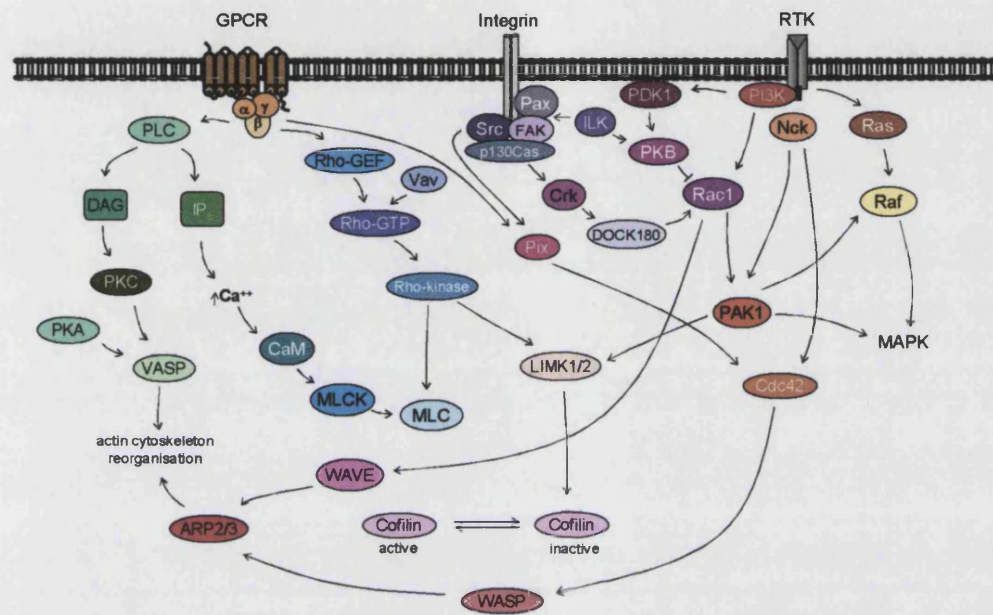 GPCR
Integrin
RTK
α
γ
β
PLC
Pax
PDK1
PI3K
Src
FAK
ILK
Nck
Ras
p130Cas
Rho-GEF
PKB
Vav
Crk
Rac1
Raf
DAG
IP3
Rho-GTP
DOCK180
Pix
PKC
↑Ca++
Rho-kinase
PAK1
PKA
CaM
MAPK
VASP
LIMK1/2
Cdc42
MLCK
MLC
actin cytoskeleton
reorganisation
WAVE
ARP2/3
Cofilin
active
Cofilin
inactive
WASP